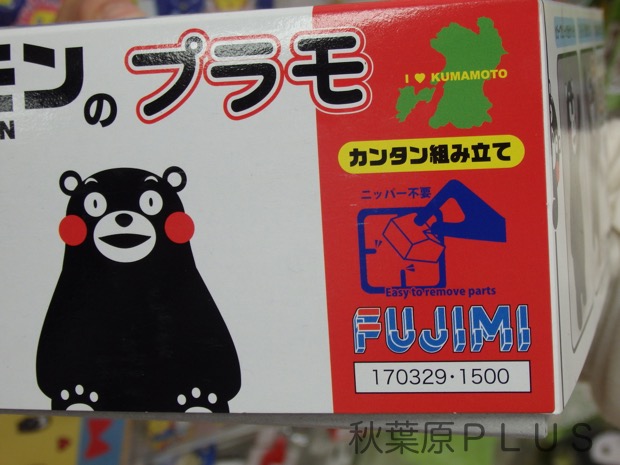 モンのプラモ
N
I ♥ KUMAMOTO
カンタン組み立て
ニッパー不要
Easy to remove parts
FUJIMI
170329・1500
秋葉原PLUS